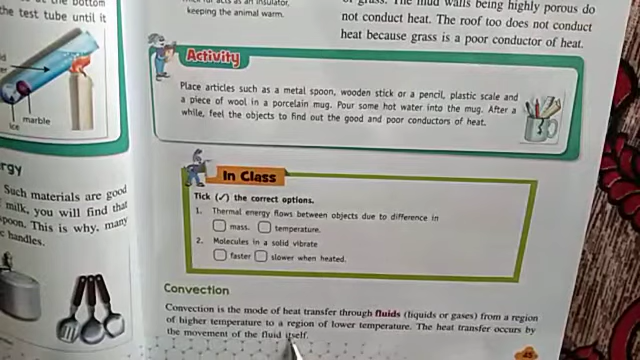 the bottom
the test tube until it
marble
ice
rgy
Such materials are good
milk, you will find that
spoon. This is why, many
c handles.
acts as an insulator,
keeping the animal warm.
of grass. The mud walls being highly porous do
not conduct heat. The roof too does not conduct
heat because grass is a poor conductor of heat.
Activity
Place articles such as a metal spoon, wooden stick or a pencil, plastic scale and
a piece of wool in a porcelain mug. Pour some hot water into the mug. After a
while, feel the objects to find out the good and poor conductors of heat.
In Class
Tick (✓) the correct options.
1. Thermal energy flows between objects due to difference in
mass. temperature.
2. Molecules in a solid vibrate
faster slower when heated.
Convection
Convection is the mode of heat transfer through fluids (liquids or gases) from a region
of higher temperature to a region of lower temperature. The heat transfer occurs by
the movement of the fluid itself.
45